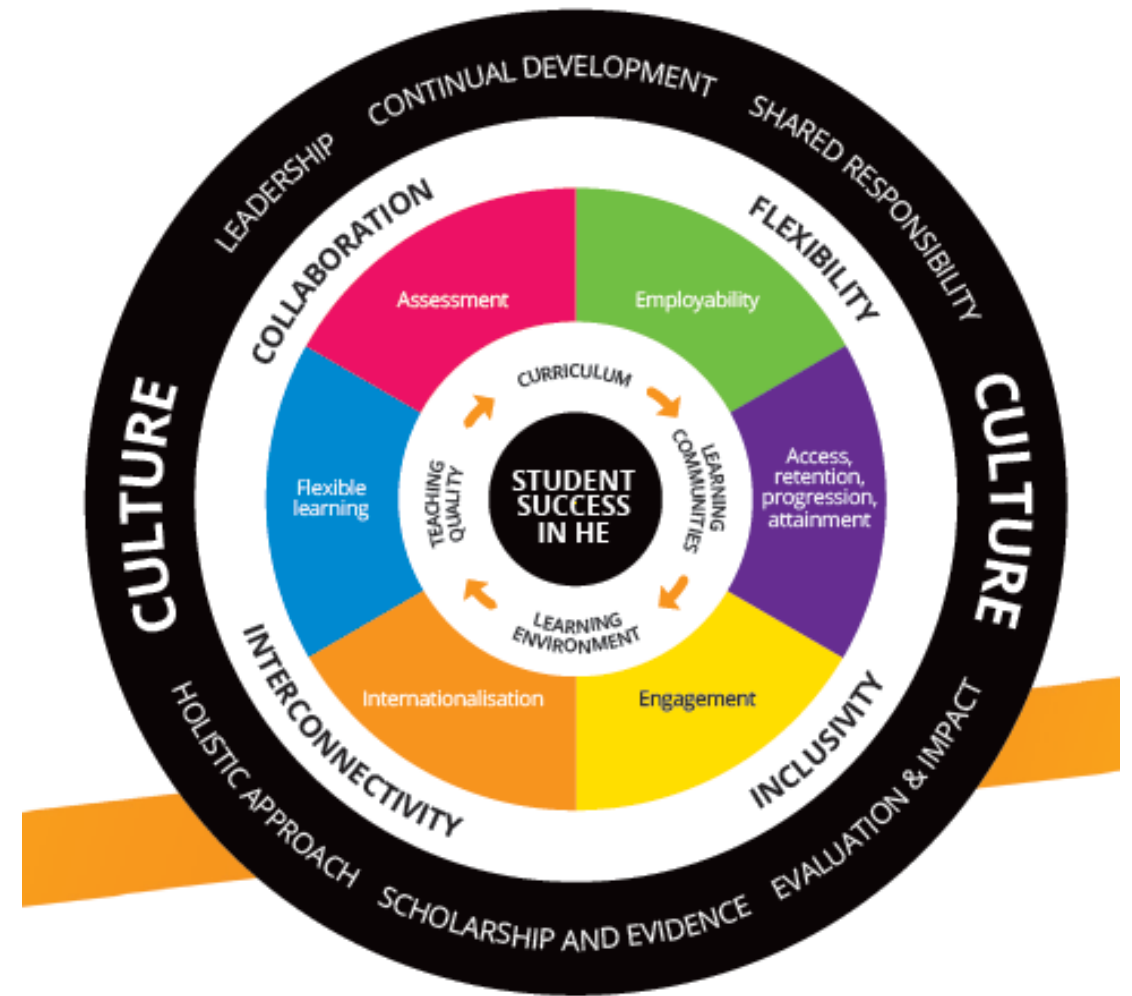 LEADERSHIP
CONTINUAL DEVELOPMENT
SHARED RESPONSIBILITY
CULTURE
CULTURE
HOLISTIC APPROACH
SCHOLARSHIP AND EVIDENCE
EVALUATION & IMPACT
COLLABORATION
FLEXIBILITY
INTERCONNECTIVITY
INCLUSIVITY
Assessment
Employability
Flexible
learning
Access,
retention,
progression,
attainment
Internationalisation
Engagement
CURRICULUM
LEARNING
COMMUNITIES
LEARNING
ENVIRONMENT
TEACHING
QUALITY
STUDENT
SUCCESS
IN HE